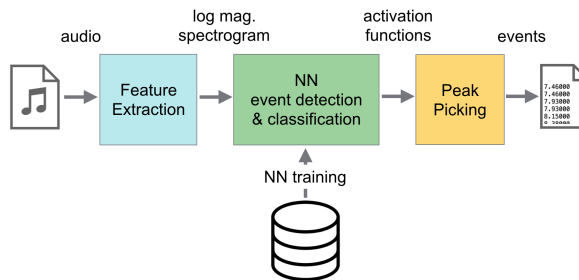 audio
log mag.
spectrogram
activation
functions
events
Feature
Extraction
NN
event detection
& classification
Peak
Picking
7.46000
7.46000
7.93000
7.93000
8.15000
NN training